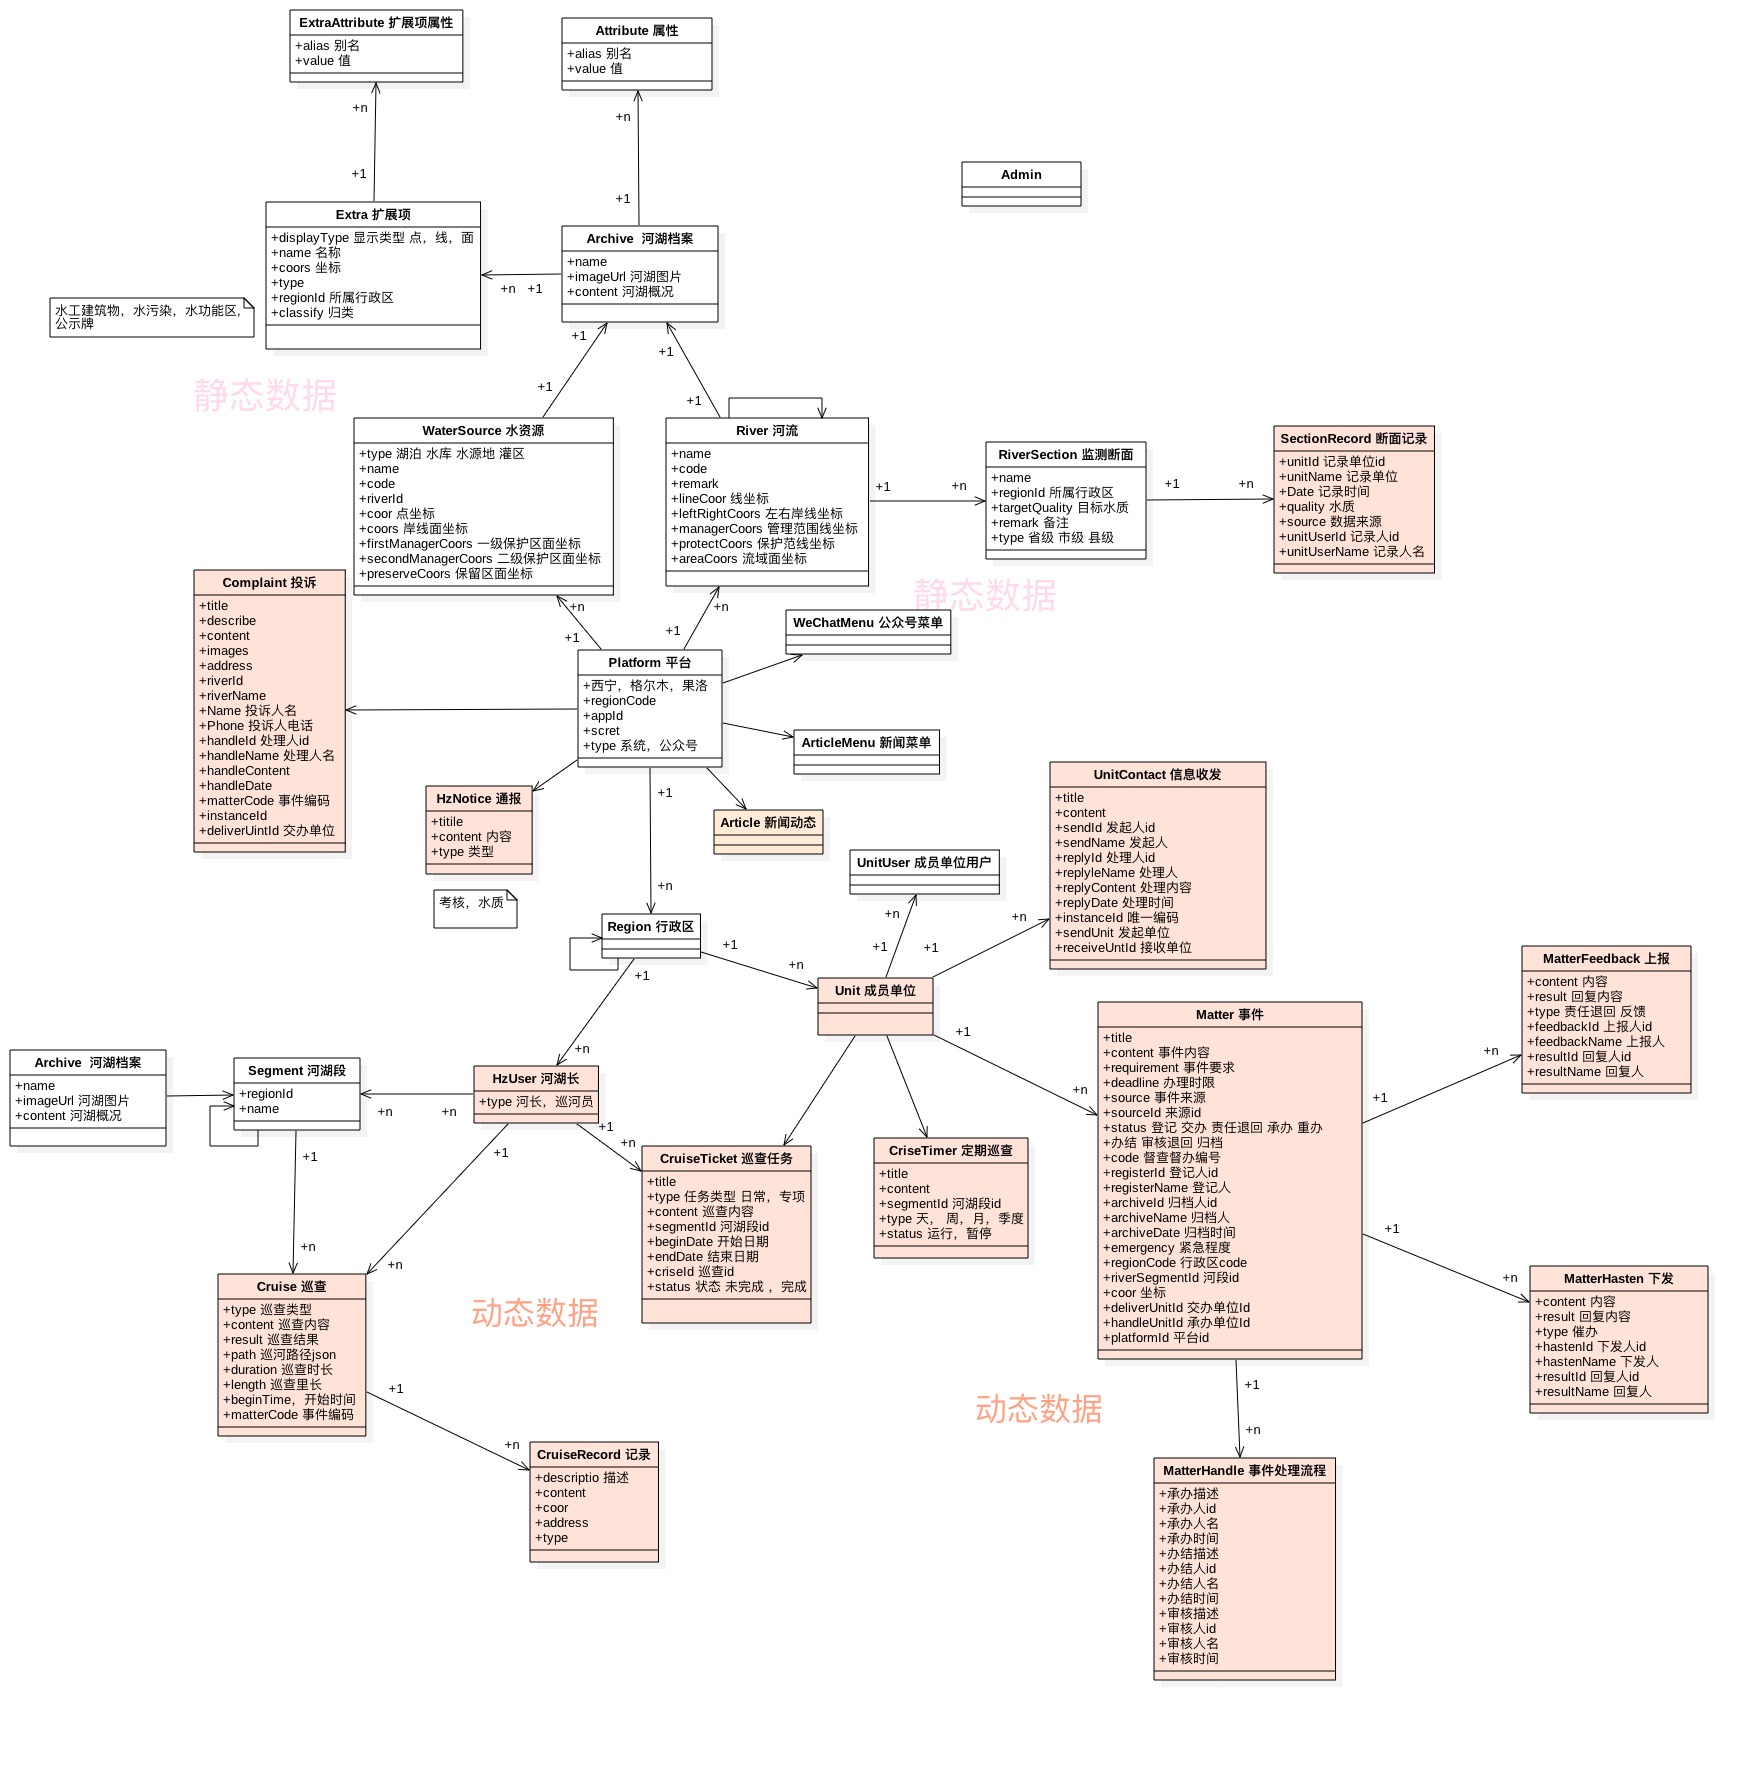 ExtraAttribute 扩展项属性
+alias 别名
+value 值
Attribute 属性
+alias 别名
+value 值
+n
+1
+n
+1
Admin
Extra 扩展项
+displayType 显示类型 点，线，面
+name 名称
+coors 坐标
+type
+regionId 所属行政区
+classify 归类
Archive 河湖档案
+name
+imageUrl 河湖图片
+content 河湖概况
+n
+1
水工建筑物，水污染，水功能区，
公示牌
静态数据
+1
+1
+1
+1
WaterSource 水资源
+type 湖泊 水库 水源地 灌区
+name
+code
+riverId
+coor 点坐标
+coors 岸线面坐标
+firstManagerCoors 一级保护区面坐标
+secondManagerCoors 二级保护区面坐标
+preserveCoors 保留区面坐标
River 河流
+name
+code
+remark
+lineCoor 线坐标
+leftRightCoors 左右岸线坐标
+managerCoors 管理范围线坐标
+protectCoors 保护范线坐标
+areaCoors 流域面坐标
+1
+n
RiverSection 监测断面
+name
+regionId 所属行政区
+targetQuality 目标水质
+remark 备注
+type 省级 市级 县级
+1
+n
SectionRecord 断面记录
+unitId 记录单位id
+unitName 记录单位
+Date 记录时间
+quality 水质
+source 数据来源
+unitUserId 记录人id
+unitUserName 记录人名
静态数据
Complaint 投诉
+title
+describe
+content
+images
+address
+riverId
+riverName
+Name 投诉人名
+Phone 投诉人电话
+handleId 处理人id
+handleName 处理人名
+handleContent
+handleDate
+matterCode 事件编码
+instanceId
+deliverUintId 交办单位
+n
+1
+n
+1
WeChatMenu 公众号菜单
Platform 平台
+西宁，格尔木，果洛
+regionCode
+appId
+scret
+type 系统，公众号
ArticleMenu 新闻菜单
HzNotice 通报
+titile
+content 内容
+type 类型
+1
+n
Article 新闻动态
考核，水质
UnitUser 成员单位用户
UnitContact 信息收发
+title
+content
+sendId 发起人id
+sendName 发起人
+replyId 处理人id
+replyleName 处理人
+replyContent 处理内容
+replyDate 处理时间
+instanceId 唯一编码
+sendUnit 发起单位
+receiveUntId 接收单位
Region 行政区
+1
+n
+n
+1
+1
+n
Unit 成员单位
+1
+n
+1
+n
Archive 河湖档案
+name
+imageUrl 河湖图片
+content 河湖概况
Segment 河湖段
+regionId
+name
+n
+n
HzUser 河湖长
+type 河长，巡河员
+1
+n
+1
+n
+1
+n
CruiseTicket 巡查任务
+title
+type 任务类型 日常，专项
+content 巡查内容
+segmentId 河湖段id
+beginDate 开始日期
+endDate 结束日期
+criseId 巡查id
+status 状态 未完成 ，完成
CriseTimer 定期巡查
+title
+content
+segmentId 河湖段id
+type 天， 周，月，季度
+status 运行，暂停
Matter 事件
+title
+content 事件内容
+requirement 事件要求
+deadline 办理时限
+source 事件来源
+sourceId 来源id
+status 登记 交办 责任退回 承办 重办
+办结 审核退回 归档
+code 督查督办编号
+registerId 登记人id
+registerName 登记人
+archiveId 归档人id
+archiveName 归档人
+archiveDate 归档时间
+emergency 紧急程度
+regionCode 行政区code
+riverSegmentId 河段id
+coor 坐标
+deliverUnitId 交办单位Id
+handleUnitId 承办单位Id
+platformId 平台id
+1
+n
MatterFeedback 上报
+content 内容
+result 回复内容
+type 责任退回 反馈
+feedbackId 上报人id
+feedbackName 上报人
+resultId 回复人id
+resultName 回复人
+1
+n
MatterHasten 下发
+content 内容
+result 回复内容
+type 催办
+hastenId 下发人id
+hastenName 下发人
+resultId 回复人id
+resultName 回复人
Cruise 巡查
+type 巡查类型
+content 巡查内容
+result 巡查结果
+path 巡河路径json
+duration 巡查时长
+length 巡查里长
+beginTime，开始时间
+matterCode 事件编码
动态数据
动态数据
+1
+n
CruiseRecord 记录
+descriptio 描述
+content
+coor
+address
+type
+1
+n
MatterHandle 事件处理流程
+承办描述
+承办人id
+承办人名
+承办时间
+办结描述
+办结人id
+办结人名
+办结时间
+审核描述
+审核人id
+审核人名
+审核时间